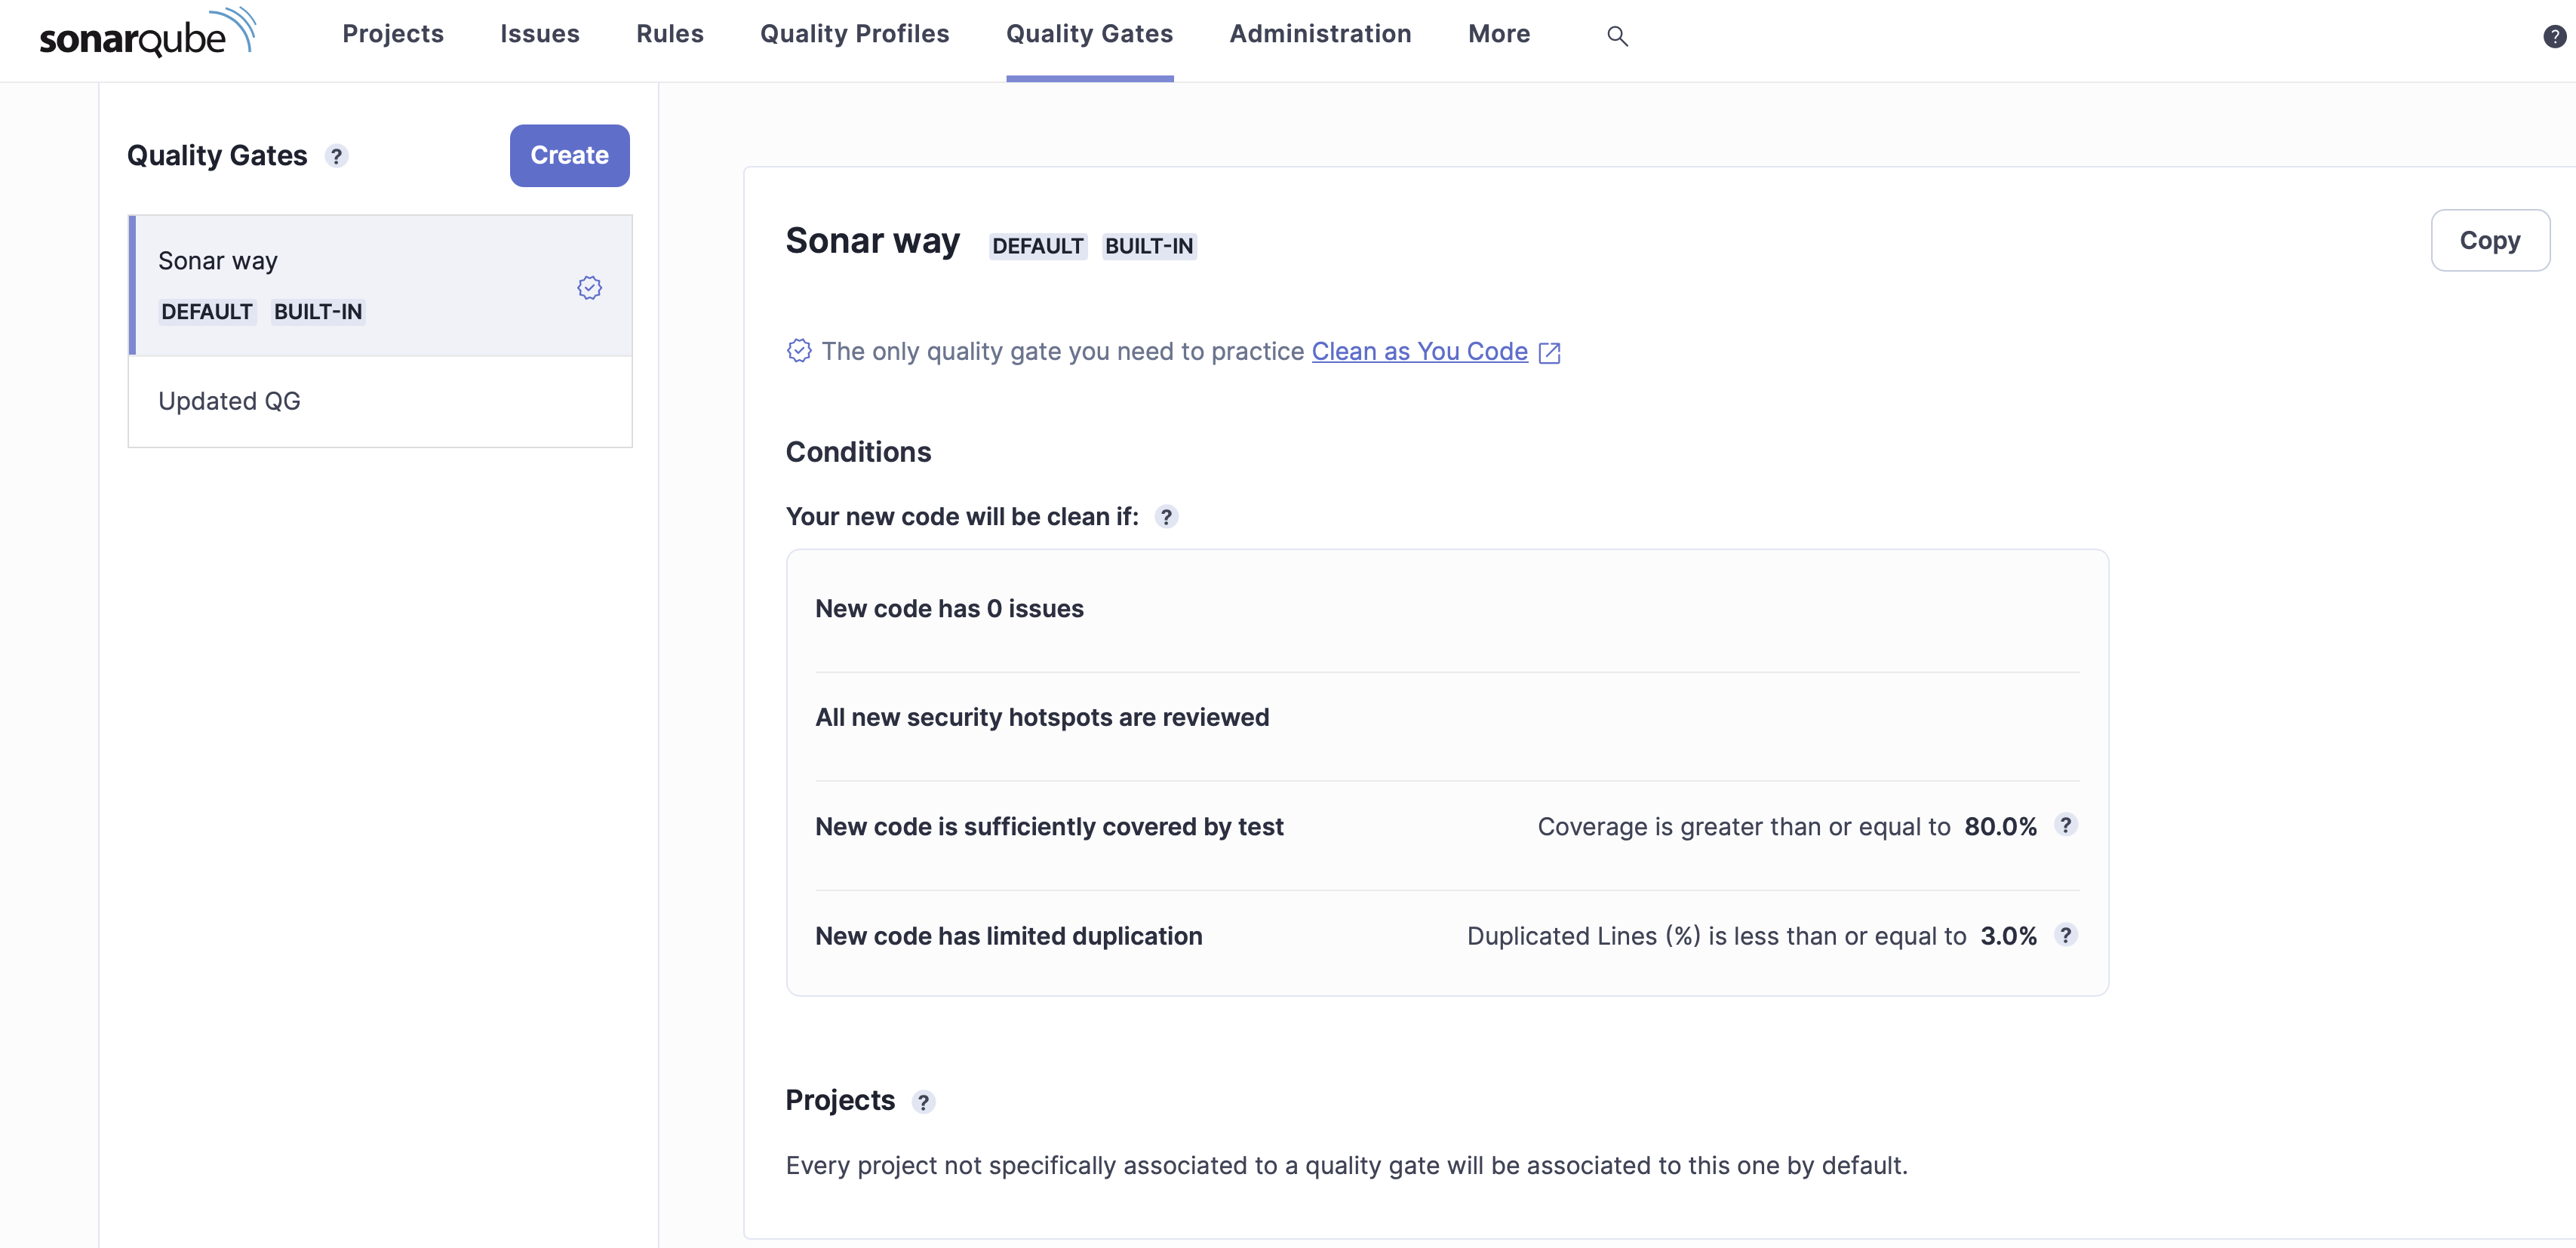 sonarqube Projects Issues Rules Quality Profiles Quality Gates Administration More ?
Quality Gates ? Create
Sonar way
DEFAULT BUILT-IN
Updated QG
Sonar way DEFAULT BUILT-IN Copy
The only quality gate you need to practice Clean as You Code
Conditions
Your new code will be clean if: ?
New code has 0 issues
All new security hotspots are reviewed
New code is sufficiently covered by test Coverage is greater than or equal to 80.0% ?
New code has limited duplication Duplicated Lines (%) is less than or equal to 3.0% ?
Projects ?
Every project not specifically associated to a quality gate will be associated to this one by default.